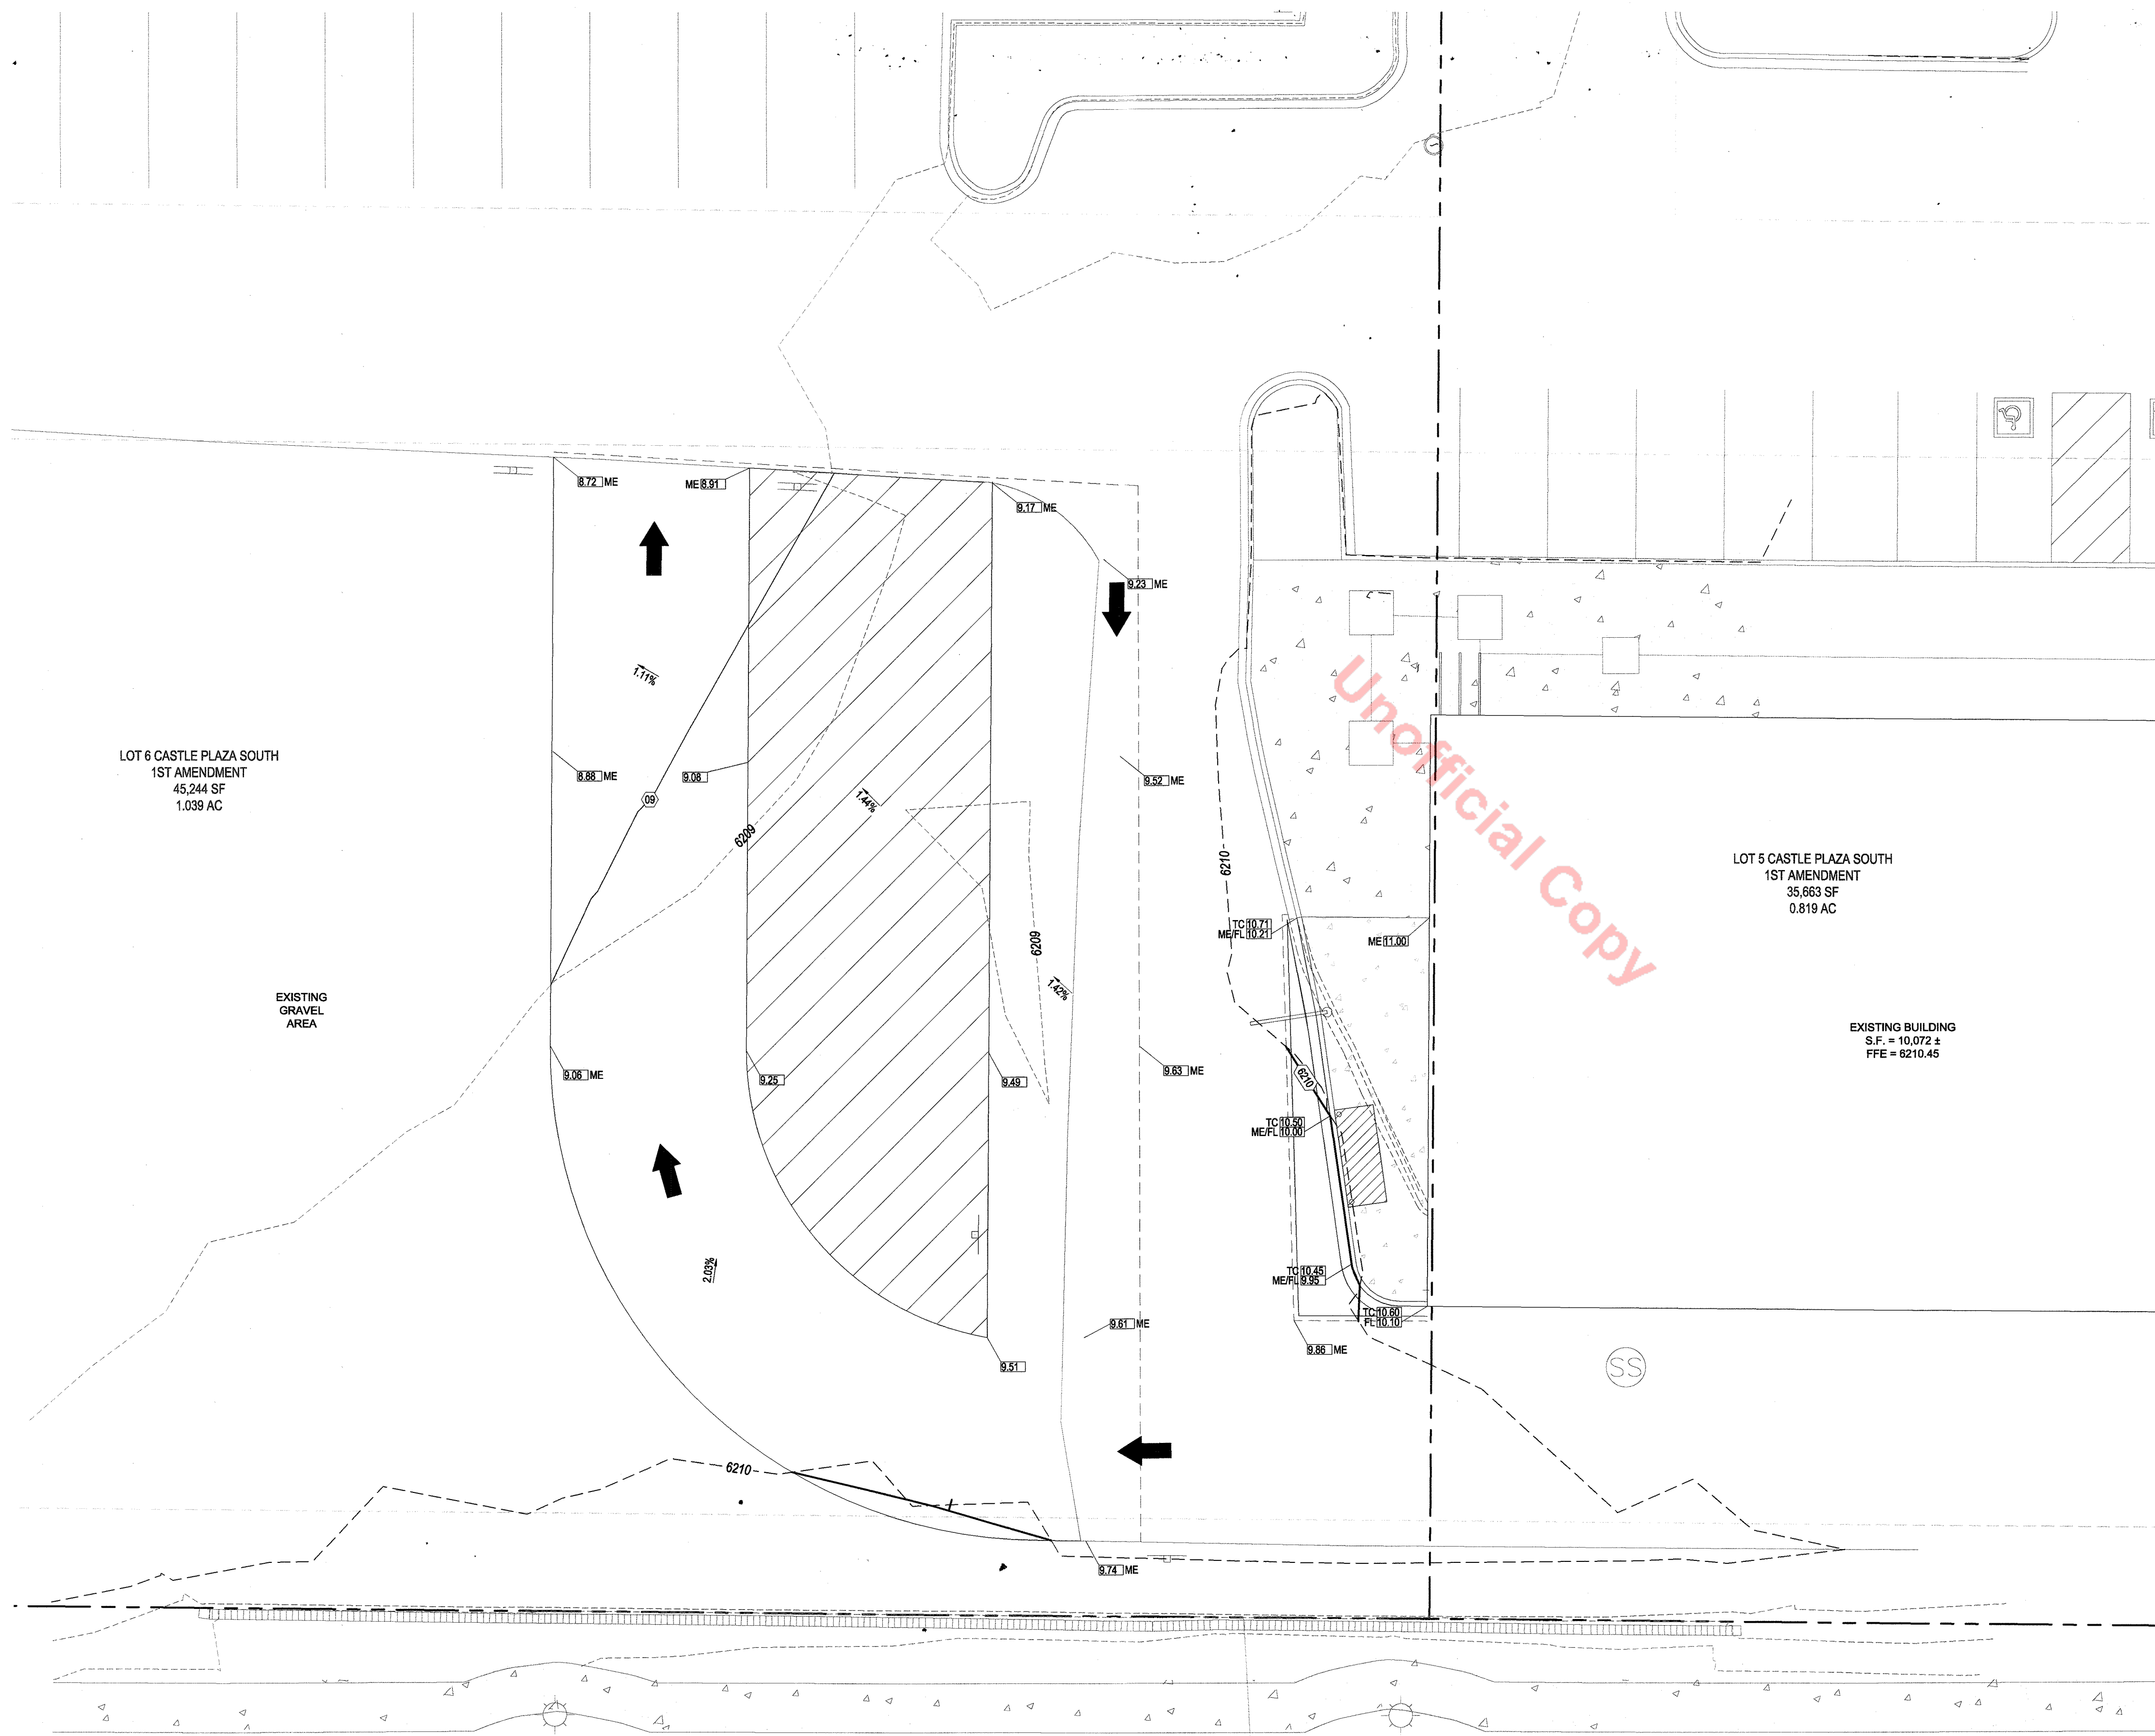 8.72 ME
ME 8.91
9.17 ME
9.23 ME
1.11%
LOT 6 CASTLE PLAZA SOUTH
1ST AMENDMENT
45,244 SF
1.039 AC
8.88 ME
9.08
09
1.44%
9.52 ME
6209
6210
Unofficial Copy
LOT 5 CASTLE PLAZA SOUTH
1ST AMENDMENT
35,663 SF
0.819 AC
TC 10.71
ME/FL 10.21
ME 11.00
6209
1.42%
EXISTING
GRAVEL
AREA
EXISTING BUILDING
S.F. = 10,072 ±
FFE = 6210.45
9.06 ME
9.25
9.49
9.63 ME
6210
TC 10.50
ME/FL 10.00
2.03%
TC 10.45
ME/FL 9.95
TC 10.60
FL 10.10
9.61 ME
9.86 ME
9.51
SS
6210
9.74 ME